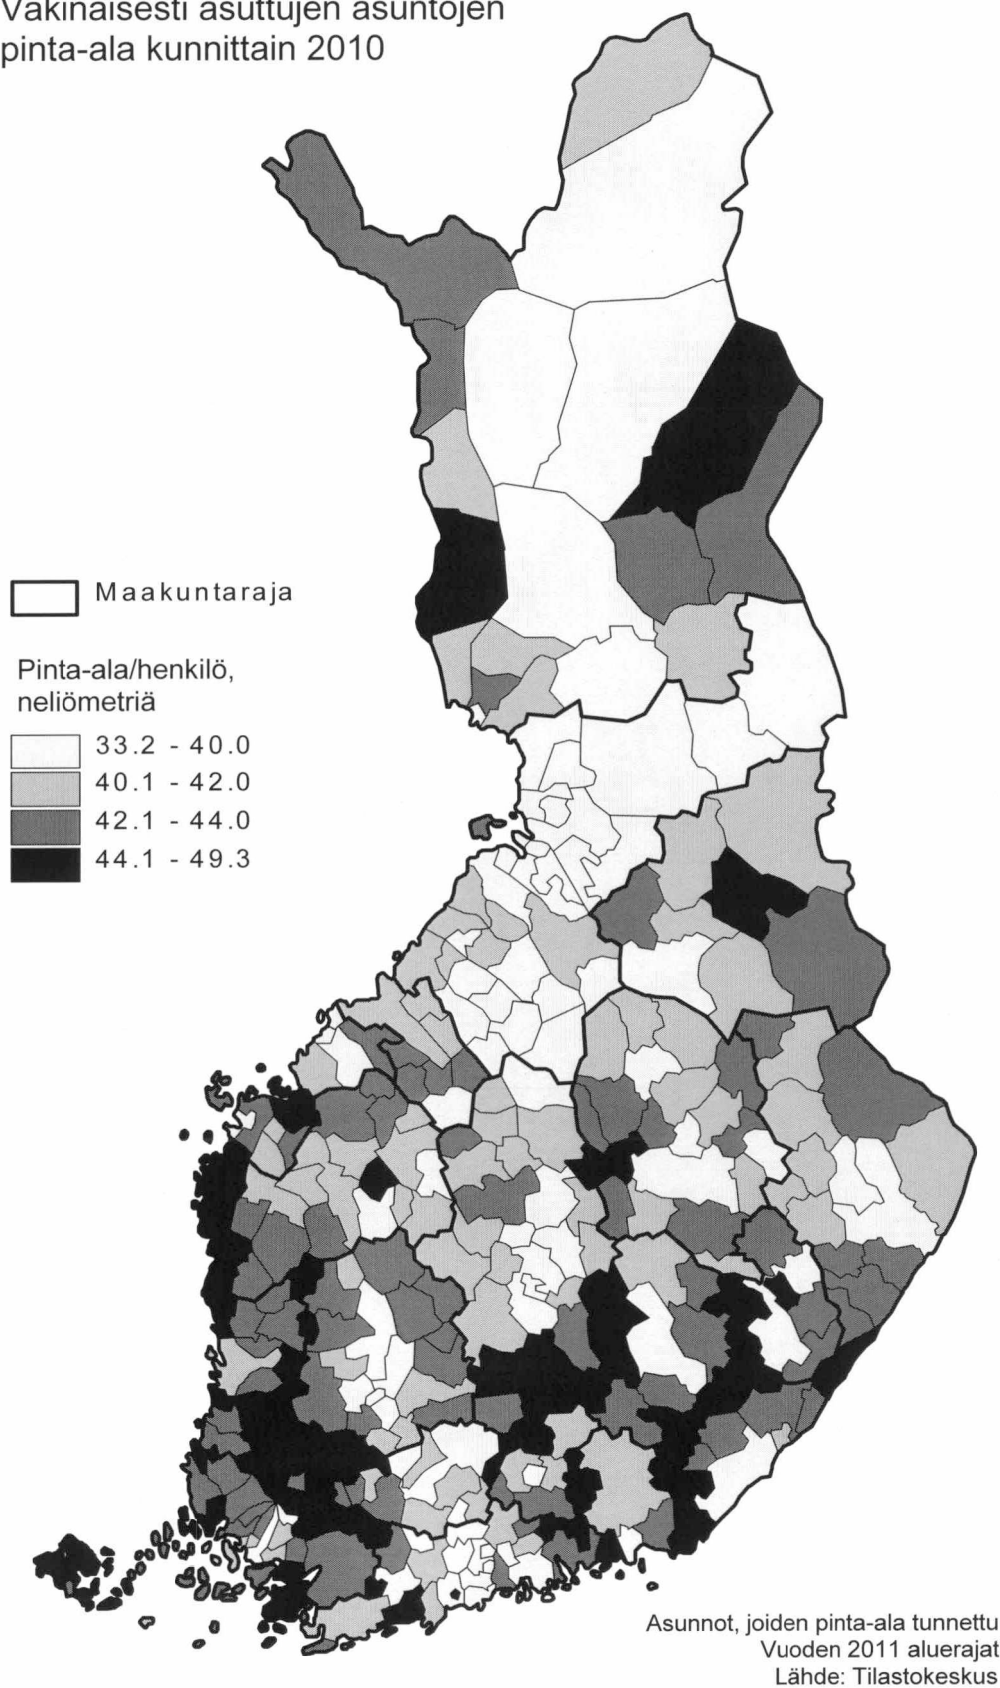 Vakinaisesti asuttujen asuntojen
pinta-ala kunnittain 2010
Maakuntaraja
Pinta-ala/henkilö,
neliömetriä
33.2 - 40.0
40.1 - 42.0
42.1 - 44.0
44.1 - 49.3
Asunnot, joiden pinta-ala tunnettu
Vuoden 2011 aluerajat
Lähde: Tilastokeskus